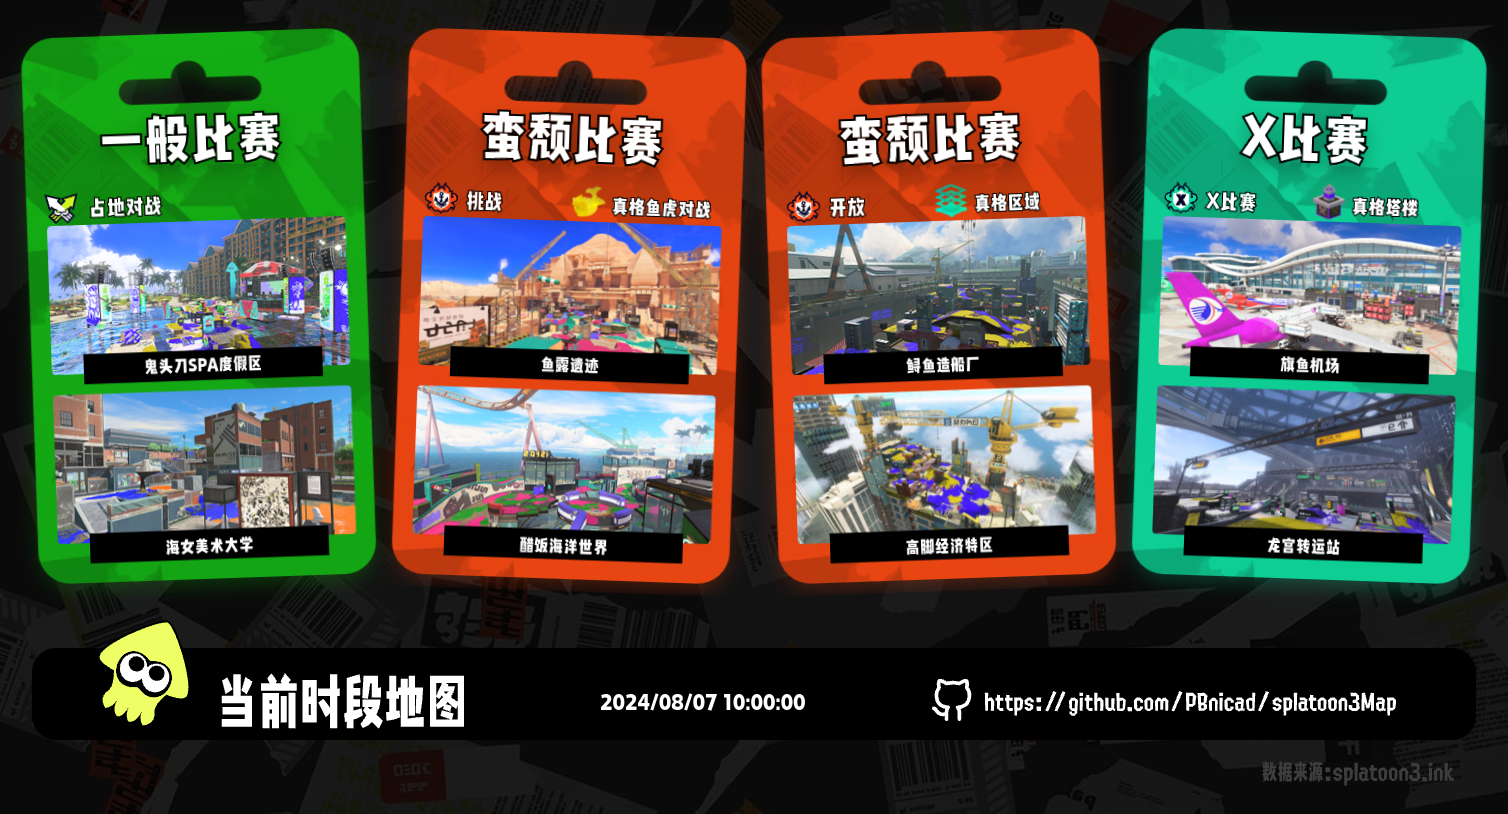 一般比赛
占地对战
鬼头刀SPA度假区
海女美术大学
蛮颓比赛
挑战
真格鱼虎对战
鱼露遗迹
醋饭海洋世界
蛮颓比赛
开放
真格区域
鲟鱼造船厂
高脚经济特区
X比赛
X比赛
真格塔楼
旗鱼机场
龙宫转运站
当前时段地图
2024/08/07 10:00:00
https://github.com/PBnicad/splatoon3Map
数据来源:splatoon3.ink